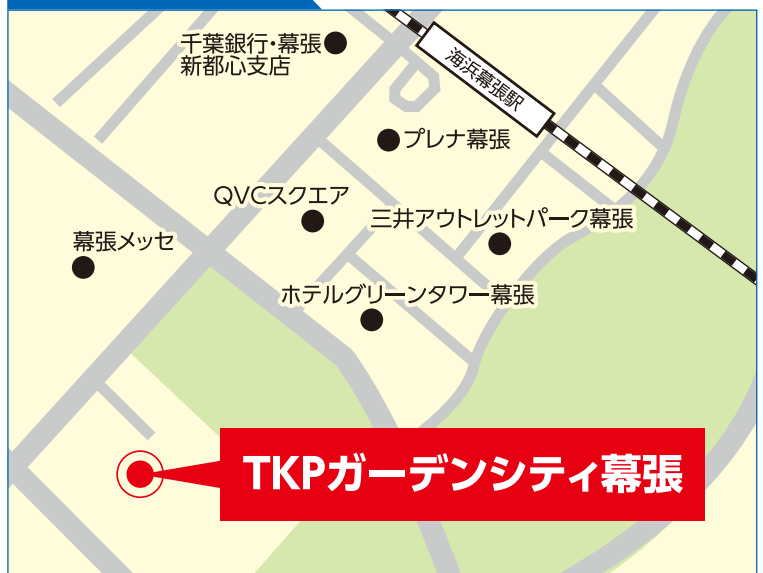 千葉銀行・幕張
新都心支店
海浜幕張駅
プレナ幕張
QVCスクエア
三井アウトレットパーク幕張
幕張メッセ
ホテルグリーンタワー幕張
TKPガーデンシティ幕張